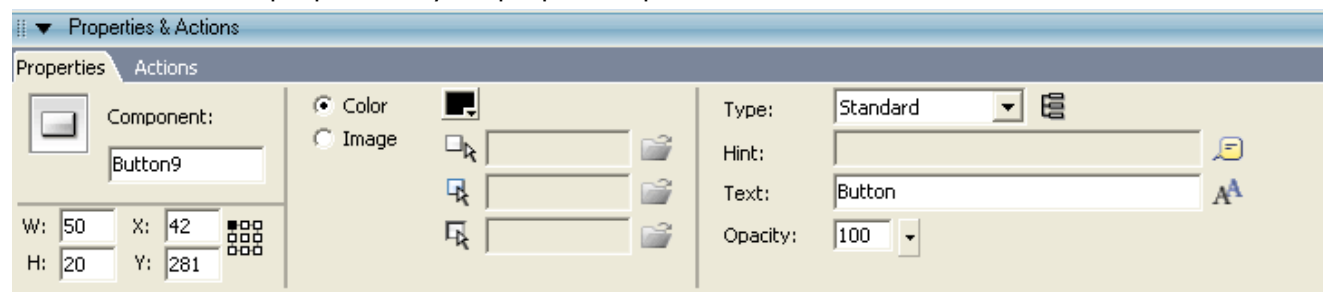 Properties & Actions
Properties Actions
Component:
Button9
W: 50 X: 42
H: 20 Y: 281
Color
Image
Type: Standard
Hint:
Text: Button
Opacity: 100